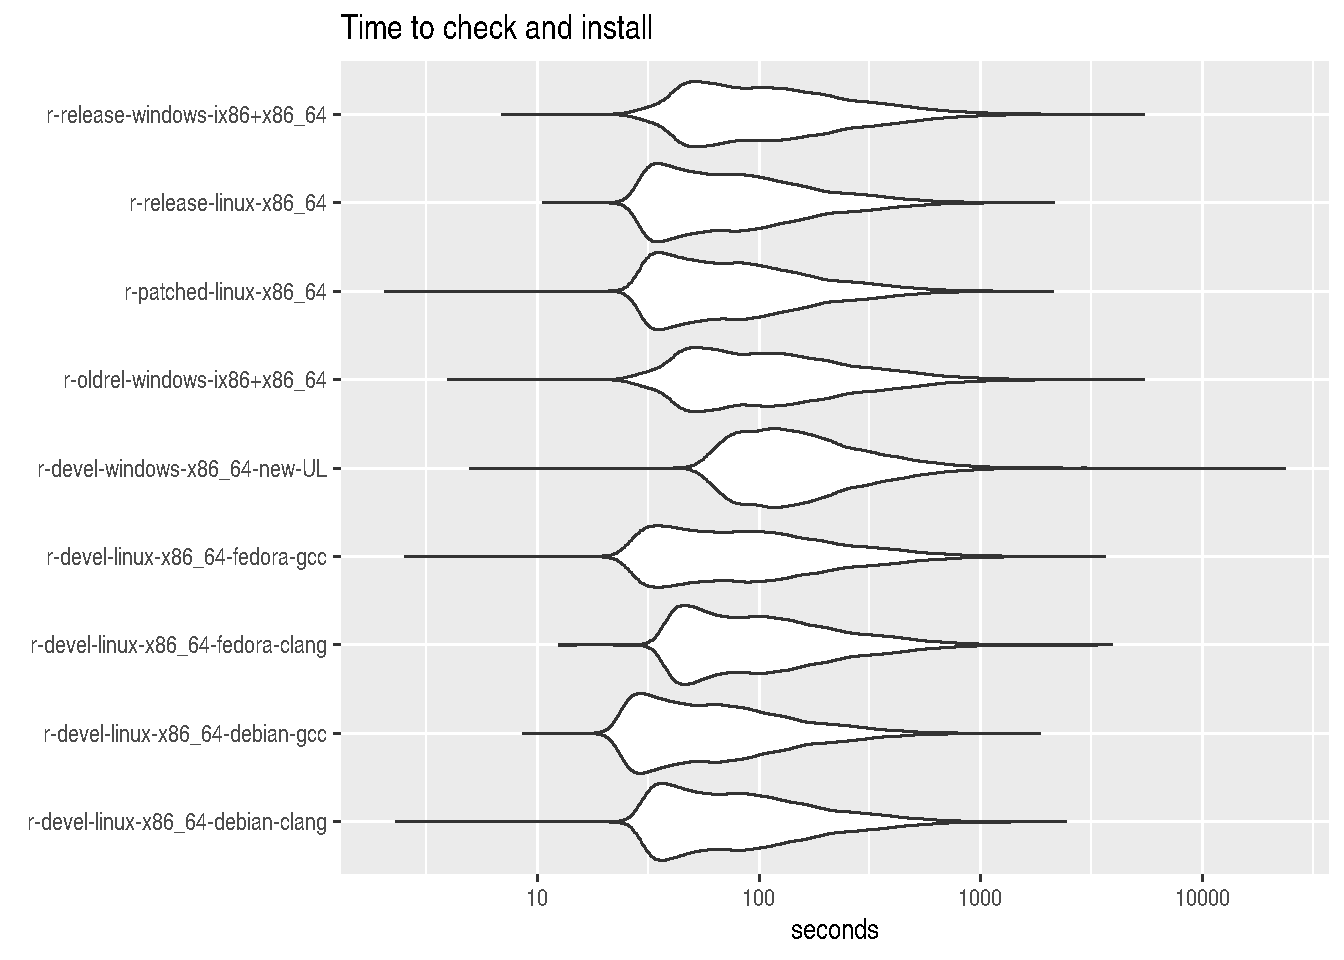 Time to check and install
r-release-windows-ix86+x86_64
r-release-linux-x86_64
r-patched-linux-x86_64
r-oldrel-windows-ix86+x86_64
r-devel-windows-x86_64-new-UL
r-devel-linux-x86_64-fedora-gcc
r-devel-linux-x86_64-fedora-clang
r-devel-linux-x86_64-debian-gcc
r-devel-linux-x86_64-debian-clang
10 100 1000 10000
seconds